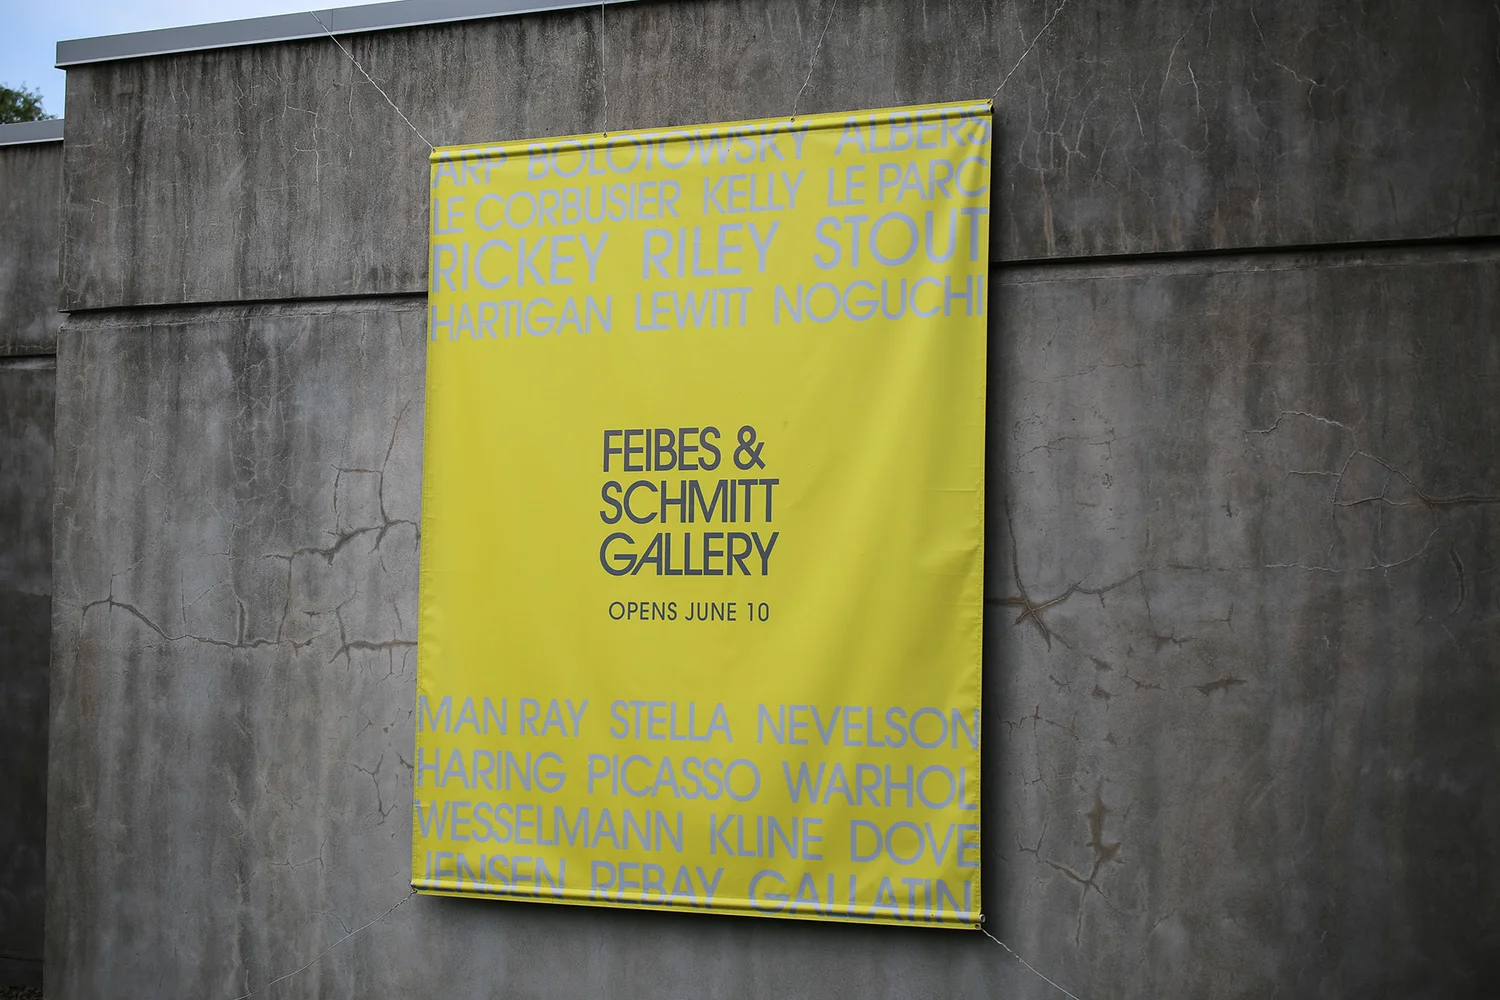 ARP BOLOTOWSKY ALBERS
LE CORBUSIER KELLY LE PARC
RICKEY RILEY STOUT
HARTIGAN LEWITT NOGUCHI
FEIBES &
SCHMITT
GALLERY
OPENS JUNE 10
MAN RAY STELLA NEVELSON
HARING PICASSO WARHOL
WESSELMANN KLINE DOVE
JENSEN REBAY GALLATIN